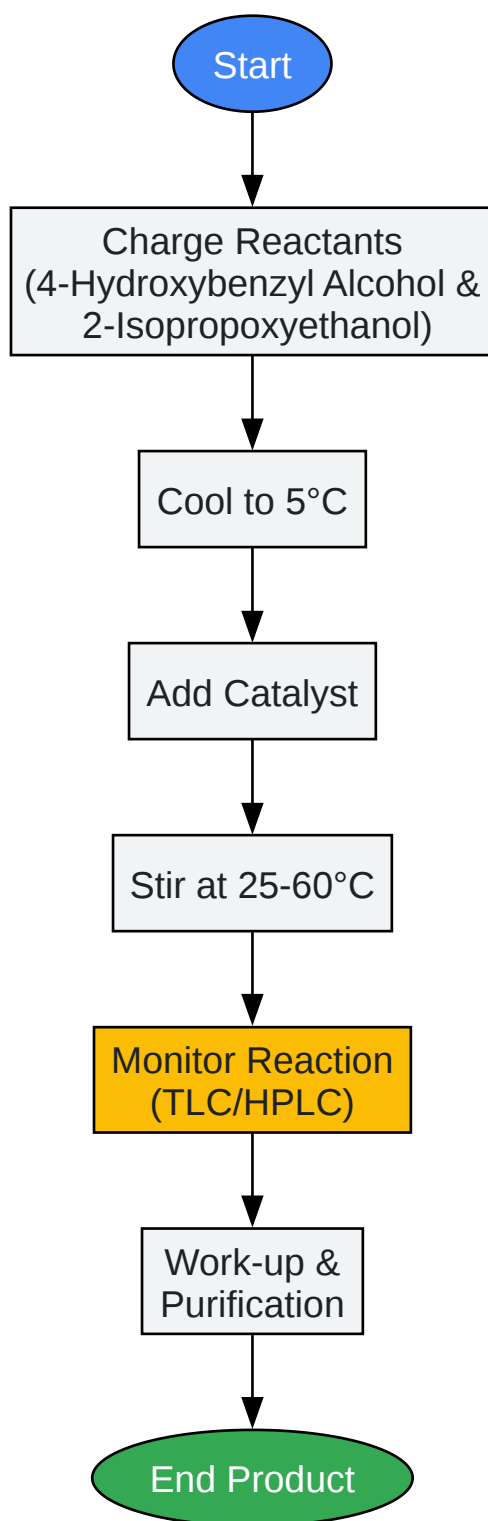 Start
Charge Reactants
(4-Hydroxybenzyl Alcohol &
2-Isopropoxyethanol)
Cool to 5°C
Add Catalyst
Stir at 25-60°C
Monitor Reaction
(TLC/HPLC)
Work-up &
Purification
End Product